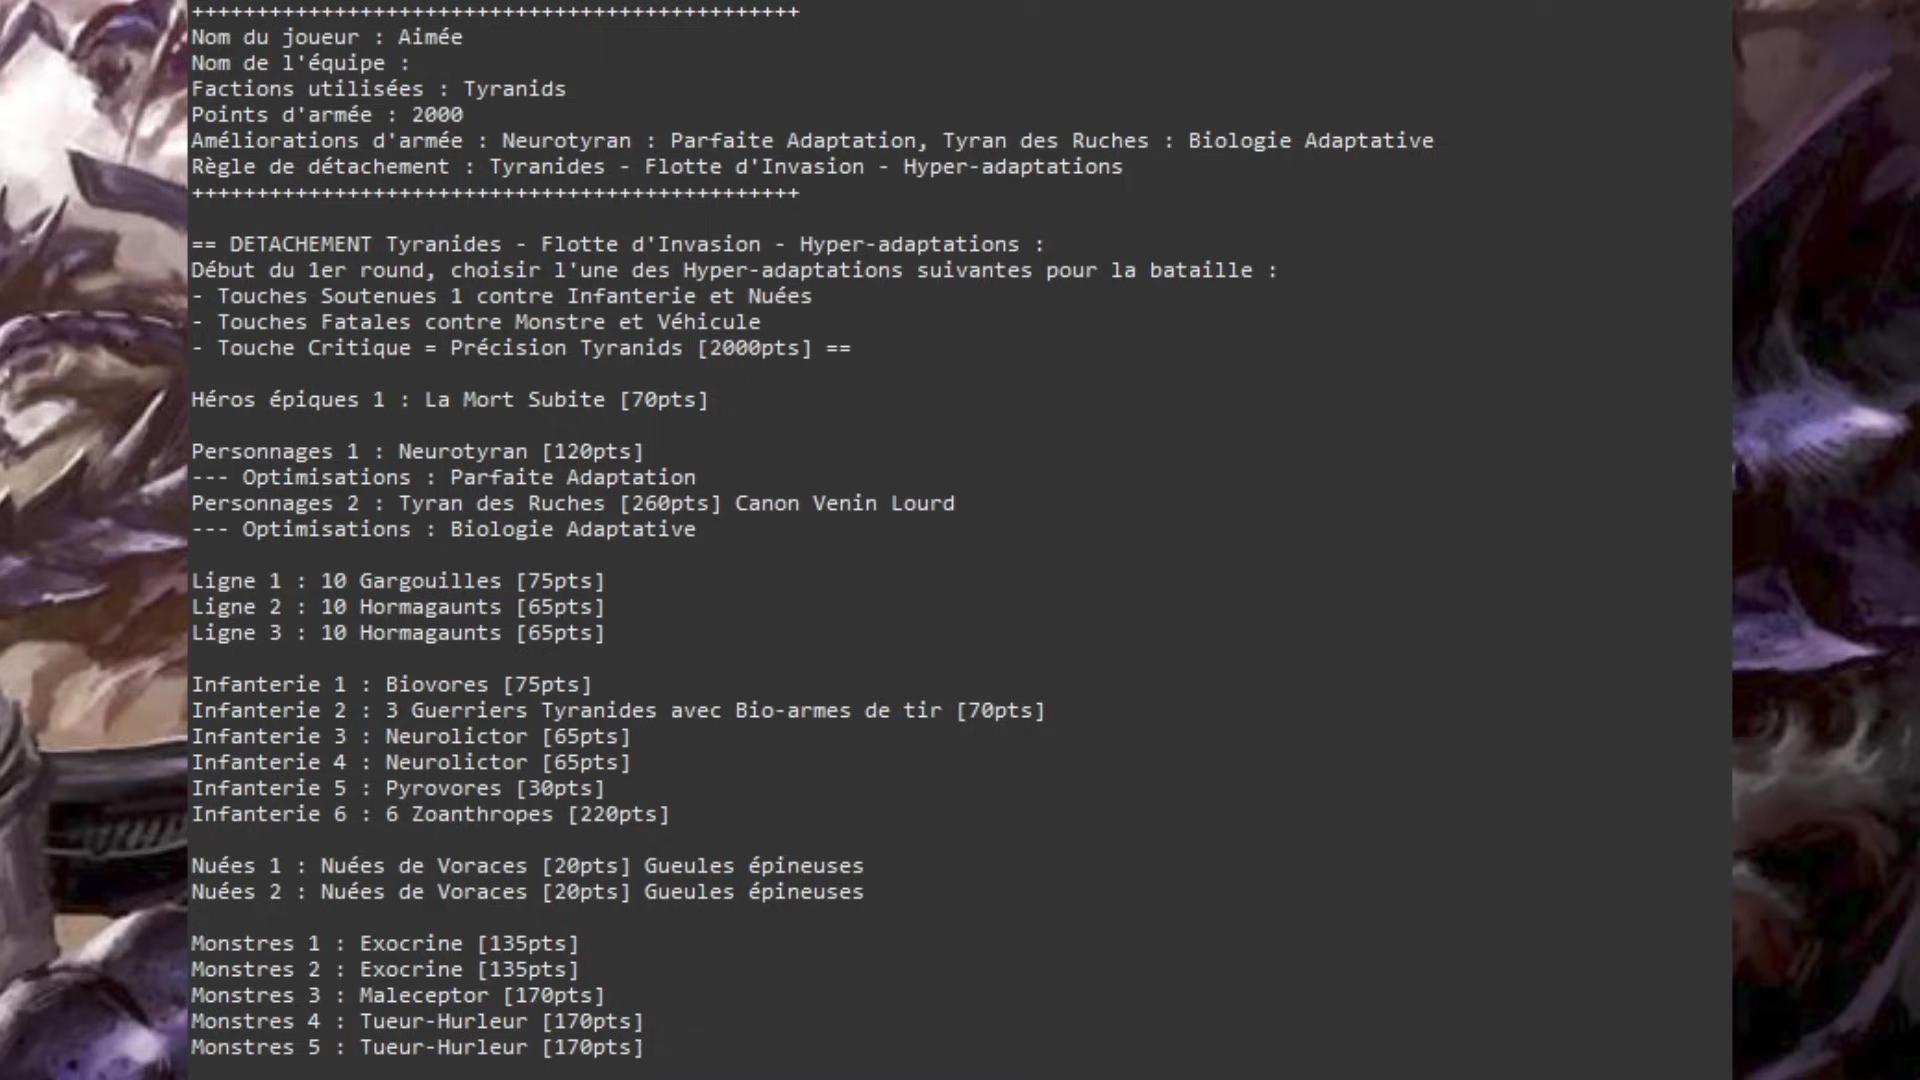 +++++++++++++++++++++++++++++++++++++++++++++++
Nom du joueur : Aimée
Nom de l'équipe :
Factions utilisées : Tyranids
Points d'armée : 2000
Améliorations d'armée : Neurotyran : Parfaite Adaptation, Tyran des Ruches : Biologie Adaptative
Règle de détachement : Tyranides - Flotte d'Invasion - Hyper-adaptations
+++++++++++++++++++++++++++++++++++++++++++++++
== DETACHEMENT Tyranides - Flotte d'Invasion - Hyper-adaptations :
Début du 1er round, choisir l'une des Hyper-adaptations suivantes pour la bataille :
- Touches Soutenues 1 contre Infanterie et Nuées
- Touches Fatales contre Monstre et Véhicule
- Touche Critique = Précision Tyranids [2000pts] ==
Héros épiques 1 : La Mort Subite [70pts]
Personnages 1 : Neurotyran [120pts]
--- Optimisations : Parfaite Adaptation
Personnages 2 : Tyran des Ruches [260pts] Canon Venin Lourd
--- Optimisations : Biologie Adaptative
Ligne 1 : 10 Gargouilles [75pts]
Ligne 2 : 10 Hormagaunts [65pts]
Ligne 3 : 10 Hormagaunts [65pts]
Infanterie 1 : Biovores [75pts]
Infanterie 2 : 3 Guerriers Tyranides avec Bio-armes de tir [70pts]
Infanterie 3 : Neurolictor [65pts]
Infanterie 4 : Neurolictor [65pts]
Infanterie 5 : Pyrovores [30pts]
Infanterie 6 : 6 Zoanthropes [220pts]
Nuées 1 : Nuées de Voraces [20pts] Gueules épineuses
Nuées 2 : Nuées de Voraces [20pts] Gueules épineuses
Monstres 1 : Exocrine [135pts]
Monstres 2 : Exocrine [135pts]
Monstres 3 : Maleceptor [170pts]
Monstres 4 : Tueur-Hurleur [170pts]
Monstres 5 : Tueur-Hurleur [170pts]